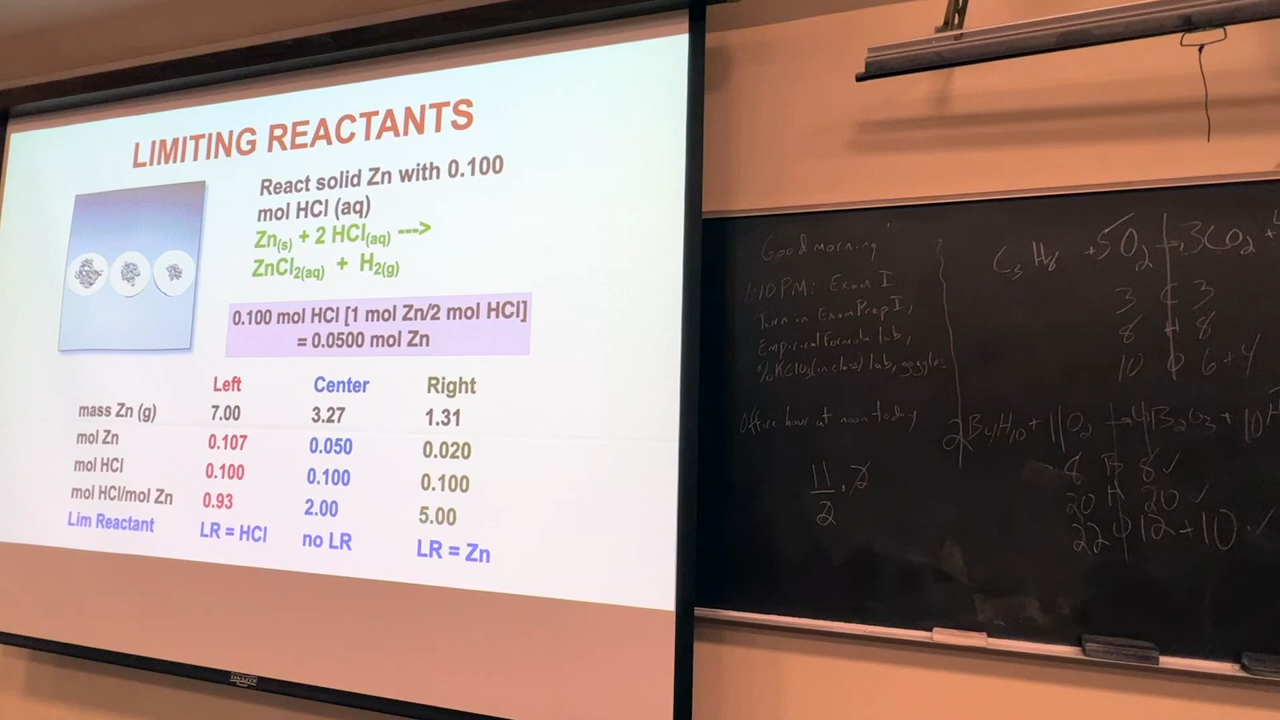 LIMITING REACTANTS
React solid Zn with 0.100
mol HCl (aq)
Zn(s) + 2 HCl(aq) --->
ZnCl2(aq) + H2(g)
0.100 mol HCl [1 mol Zn/2 mol HCl]
= 0.0500 mol Zn
Left Center Right
mass Zn (g) 7.00 3.27 1.31
mol Zn 0.107 0.050 0.020
mol HCl 0.100 0.100 0.100
mol HCl/mol Zn 0.93 2.00 5.00
Lim Reactant LR = HCl no LR LR = Zn
Good morning
1:10 PM: Exam I
Turn in Exam Prep I,
Empirical Formula lab,
%KClO3 (in class) lab, goggles
Office hour at noon today
11/2 · 2
C3H8 + 5O2 → 3CO2 +
3 C 3
8 H 8
10 O 6+4
2B4H10 + 11O2 → 4B2O3 + 10H
8 B 8 ✓
20 H 20 ✓
22 O 12+10 ✓